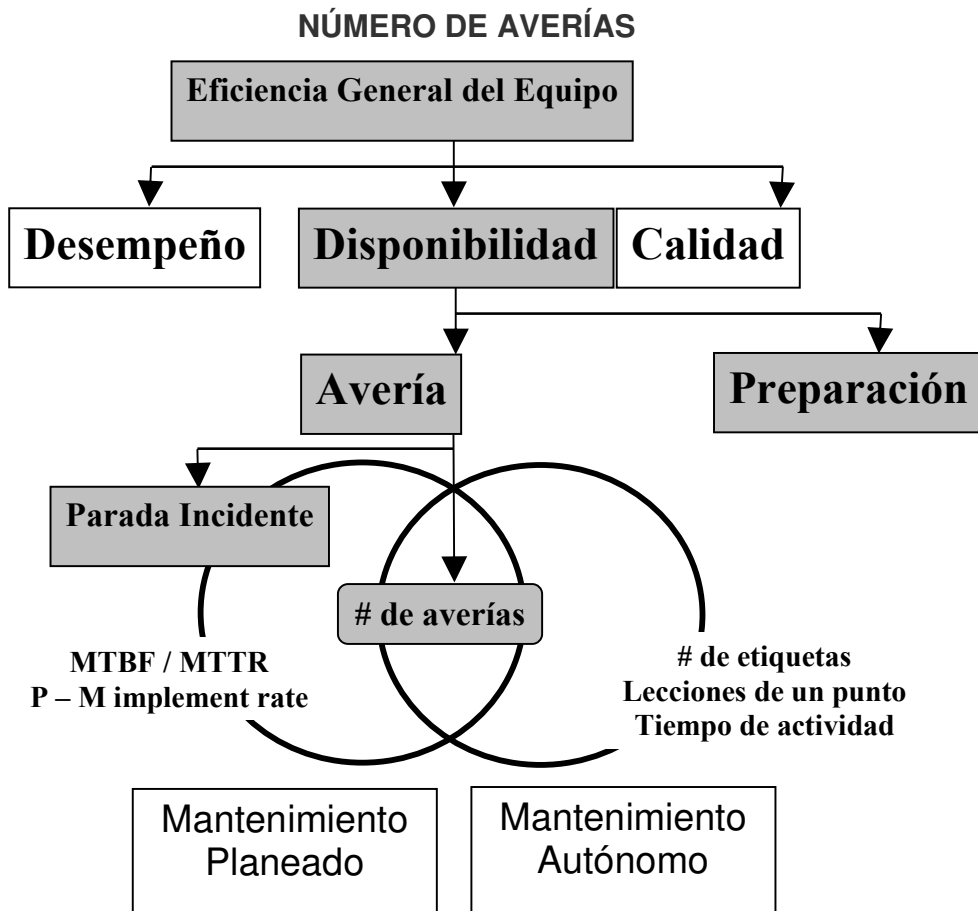 NÚMERO DE AVERÍAS
Eficiencia General del Equipo
Desempeño
Disponibilidad
Calidad
Avería
Preparación
Parada Incidente
# de averías
MTBF / MTTR
P – M implement rate
# de etiquetas
Lecciones de un punto
Tiempo de actividad
Mantenimiento
Planeado
Mantenimiento
Autónomo